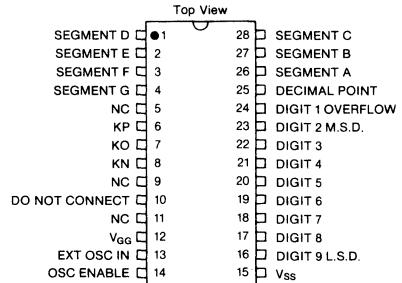 Top View
SEGMENT D 1 28 SEGMENT C
SEGMENT E 2 27 SEGMENT B
SEGMENT F 3 26 SEGMENT A
SEGMENT G 4 25 DECIMAL POINT
NC 5 24 DIGIT 1 OVERFLOW
KP 6 23 DIGIT 2 M.S.D.
KO 7 22 DIGIT 3
KN 8 21 DIGIT 4
NC 9 20 DIGIT 5
DO NOT CONNECT 10 19 DIGIT 6
NC 11 18 DIGIT 7
VGG 12 17 DIGIT 8
EXT OSC IN 13 16 DIGIT 9 L.S.D.
OSC ENABLE 14 15 VSS